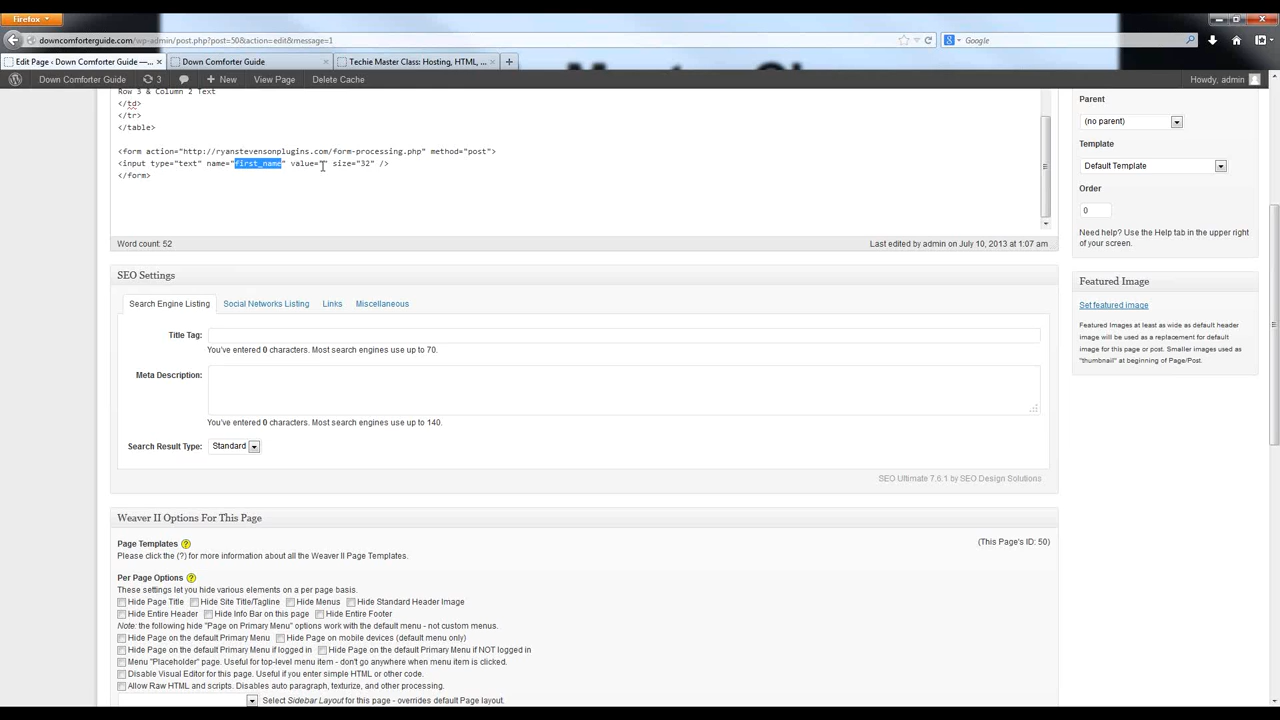 Firefox
downcomforterguide.com/wp-admin/post.php?post=50&action=edit&message=1
Google
Edit Page ‹ Down Comforter Guide —...
Down Comforter Guide
Techie Master Class: Hosting, HTML, ...
Down Comforter Guide
3
New
View Page
Delete Cache
Howdy, admin
Row 3 & Column 2 Text
</td>
</tr>
</table>
<form action="http://ryanstevensonplugins.com/form-processing.php" method="post">
<input type="text" name="first_name" value="" size="32" />
</form>
Word count: 52
Last edited by admin on July 10, 2013 at 1:07 am
Parent
(no parent)
Template
Default Template
Order
0
Need help? Use the Help tab in the upper right
of your screen.
Featured Image
Set featured image
Featured Images at least as wide as default header
image will be used as a replacement for default
image for this page or post. Smaller images used as
"thumbnail" at beginning of Page/Post.
SEO Settings
Search Engine Listing
Social Networks Listing
Links
Miscellaneous
Title Tag:
You've entered 0 characters. Most search engines use up to 70.
Meta Description:
You've entered 0 characters. Most search engines use up to 140.
Search Result Type:
Standard
SEO Ultimate 7.6.1 by SEO Design Solutions
Weaver II Options For This Page
Page Templates
(This Page's ID: 50)
Please click the (?) for more information about all the Weaver II Page Templates.
Per Page Options
These settings let you hide various elements on a per page basis.
Hide Page Title
Hide Site Title/Tagline
Hide Menus
Hide Standard Header Image
Hide Entire Header
Hide Info Bar on this page
Hide Entire Footer
Note: the following hide "Page on Primary Menu" options work with the default menu - not custom menus.
Hide Page on the default Primary Menu
Hide Page on mobile devices (default menu only)
Hide Page on the default Primary Menu if logged in
Hide Page on the default Primary Menu if NOT logged in
Menu "Placeholder" page. Useful for top-level menu item - don't go anywhere when menu item is clicked.
Disable Visual Editor for this page. Useful if you enter simple HTML or other code.
Allow Raw HTML and scripts. Disables auto paragraph, texturize, and other processing.
Select Sidebar Layout for this page - overrides default Page layout.